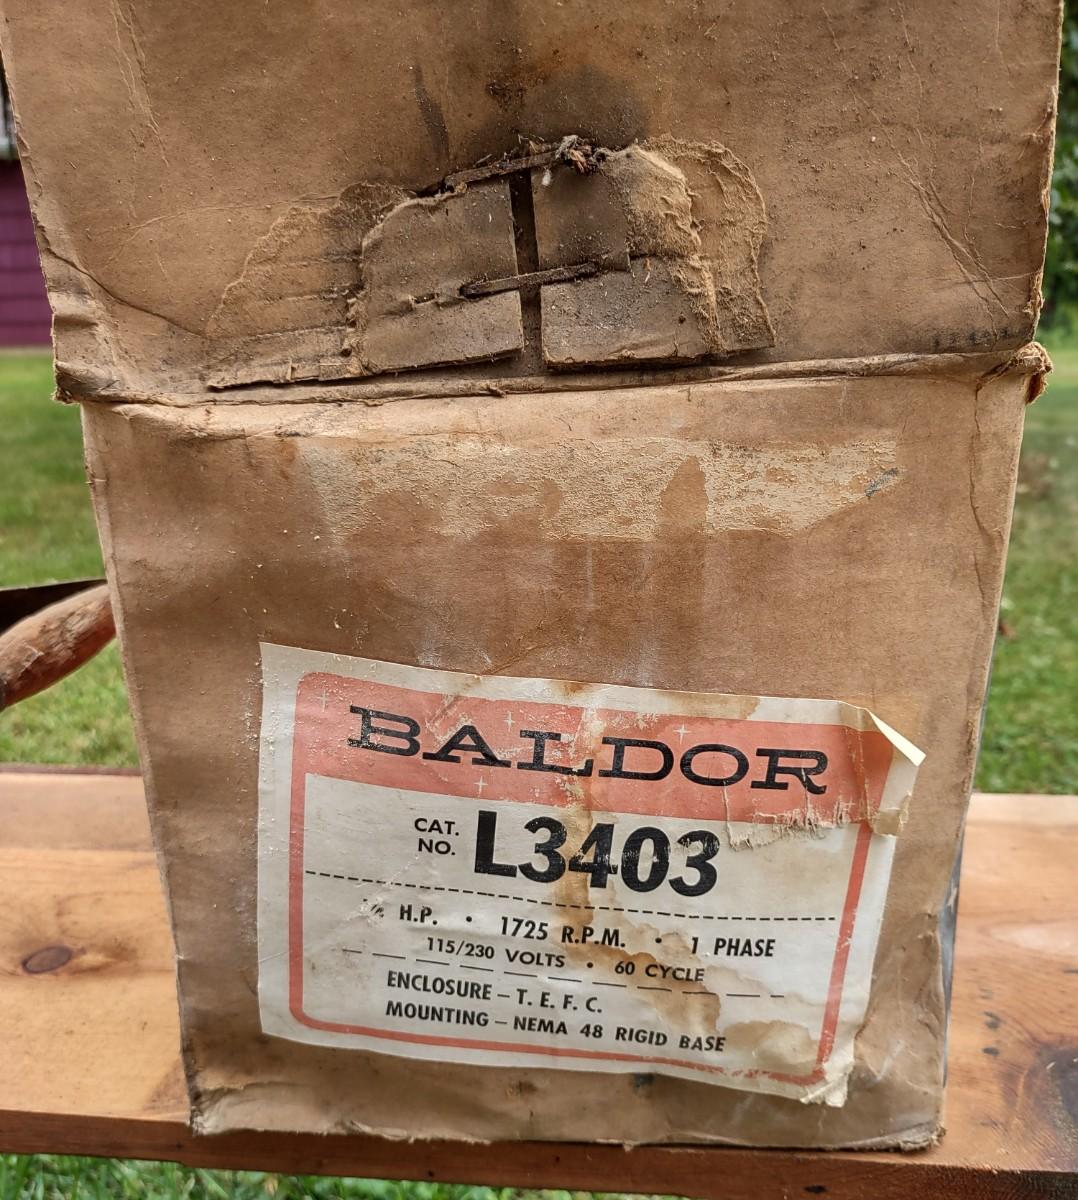 BALDOR
CAT.
NO. L3403
H.P. • 1725 R.P.M. • 1 PHASE
115/230 VOLTS • 60 CYCLE
ENCLOSURE – T. E. F. C.
MOUNTING – NEMA 48 RIGID BASE